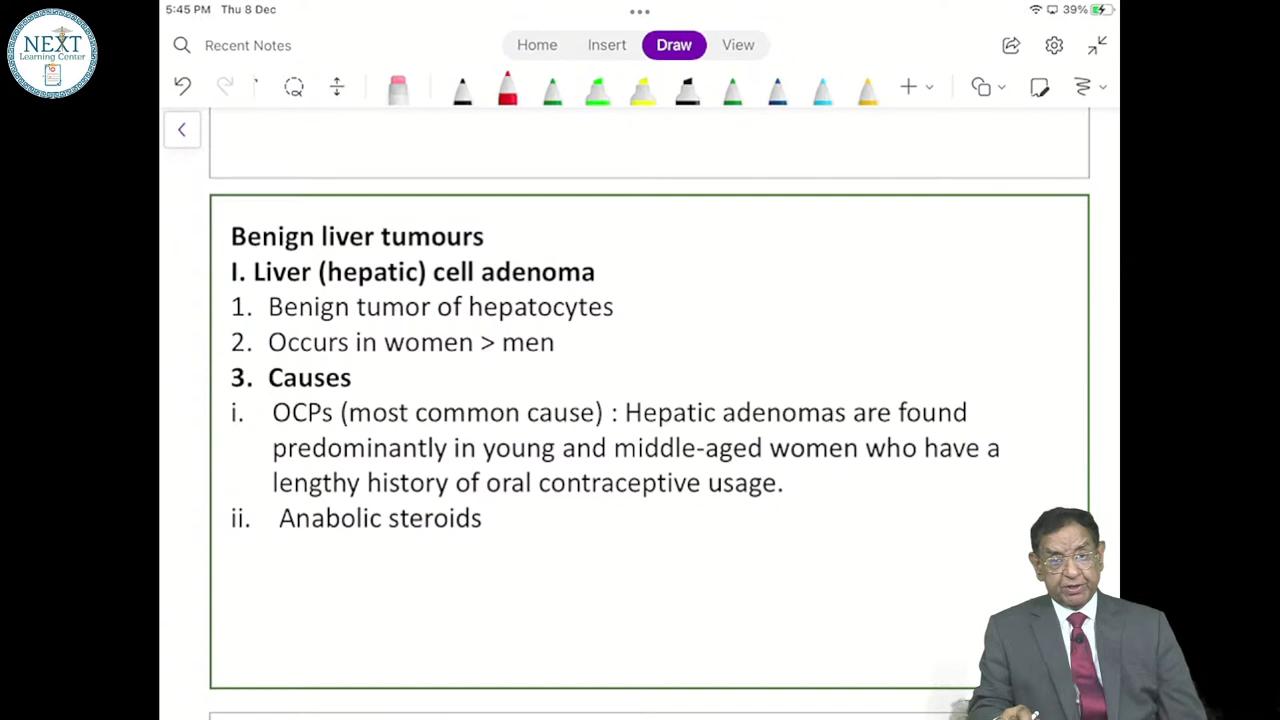 5:45 PM Thu 8 Dec
39%
NEXT
Learning Center
Recent Notes
Home Insert Draw View
Benign liver tumours
I. Liver (hepatic) cell adenoma
1. Benign tumor of hepatocytes
2. Occurs in women > men
3. Causes
i. OCPs (most common cause) : Hepatic adenomas are found
predominantly in young and middle-aged women who have a
lengthy history of oral contraceptive usage.
ii. Anabolic steroids